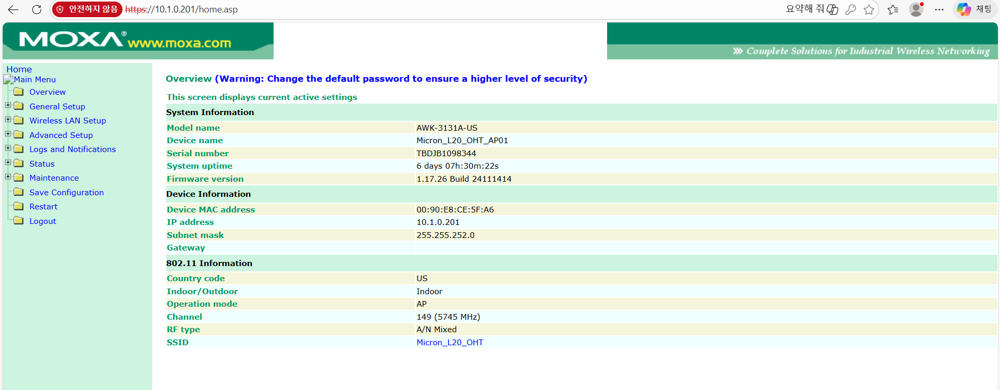 안전하지 않음 https://10.1.0.201/home.asp 요약해 줘 채팅
MOXA® www.moxa.com
Complete Solutions for Industrial Wireless Networking
Home
Main Menu
Overview
General Setup
Wireless LAN Setup
Advanced Setup
Logs and Notifications
Status
Maintenance
Save Configuration
Restart
Logout
Overview (Warning: Change the default password to ensure a higher level of security)
This screen displays current active settings
System Information
Model name AWK-3131A-US
Device name Micron_L20_OHT_AP01
Serial number TBDJB1098344
System uptime 6 days 07h:30m:22s
Firmware version 1.17.26 Build 24111414
Device Information
Device MAC address 00:90:E8:CE:5F:A6
IP address 10.1.0.201
Subnet mask 255.255.252.0
Gateway
802.11 Information
Country code US
Indoor/Outdoor Indoor
Operation mode AP
Channel 149 (5745 MHz)
RF type A/N Mixed
SSID Micron_L20_OHT